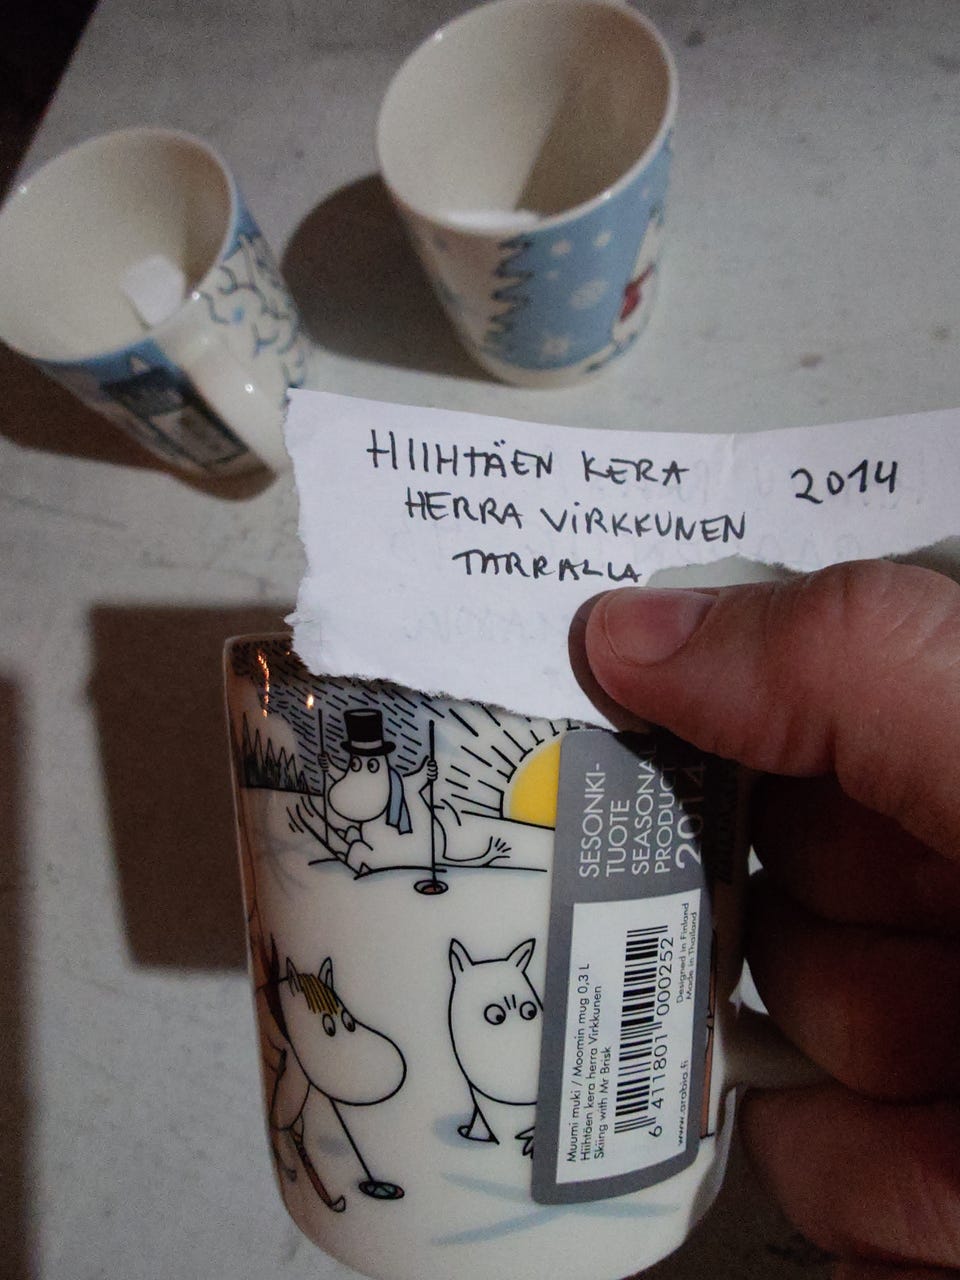 HIIHTÄEN KERA
HERRA VIRKKUNEN
TARRALLA
2014
SESONKI-
TUOTE
SEASONAL
PRODUCT
2014
Muumi muki / Moomin mug 0,3 L
Hiihtäen kera herra Virkkunen
Skiing with Mr Brisk
6 411801 000252
Designed in Finland
Made in Thailand
www.arabia.fi